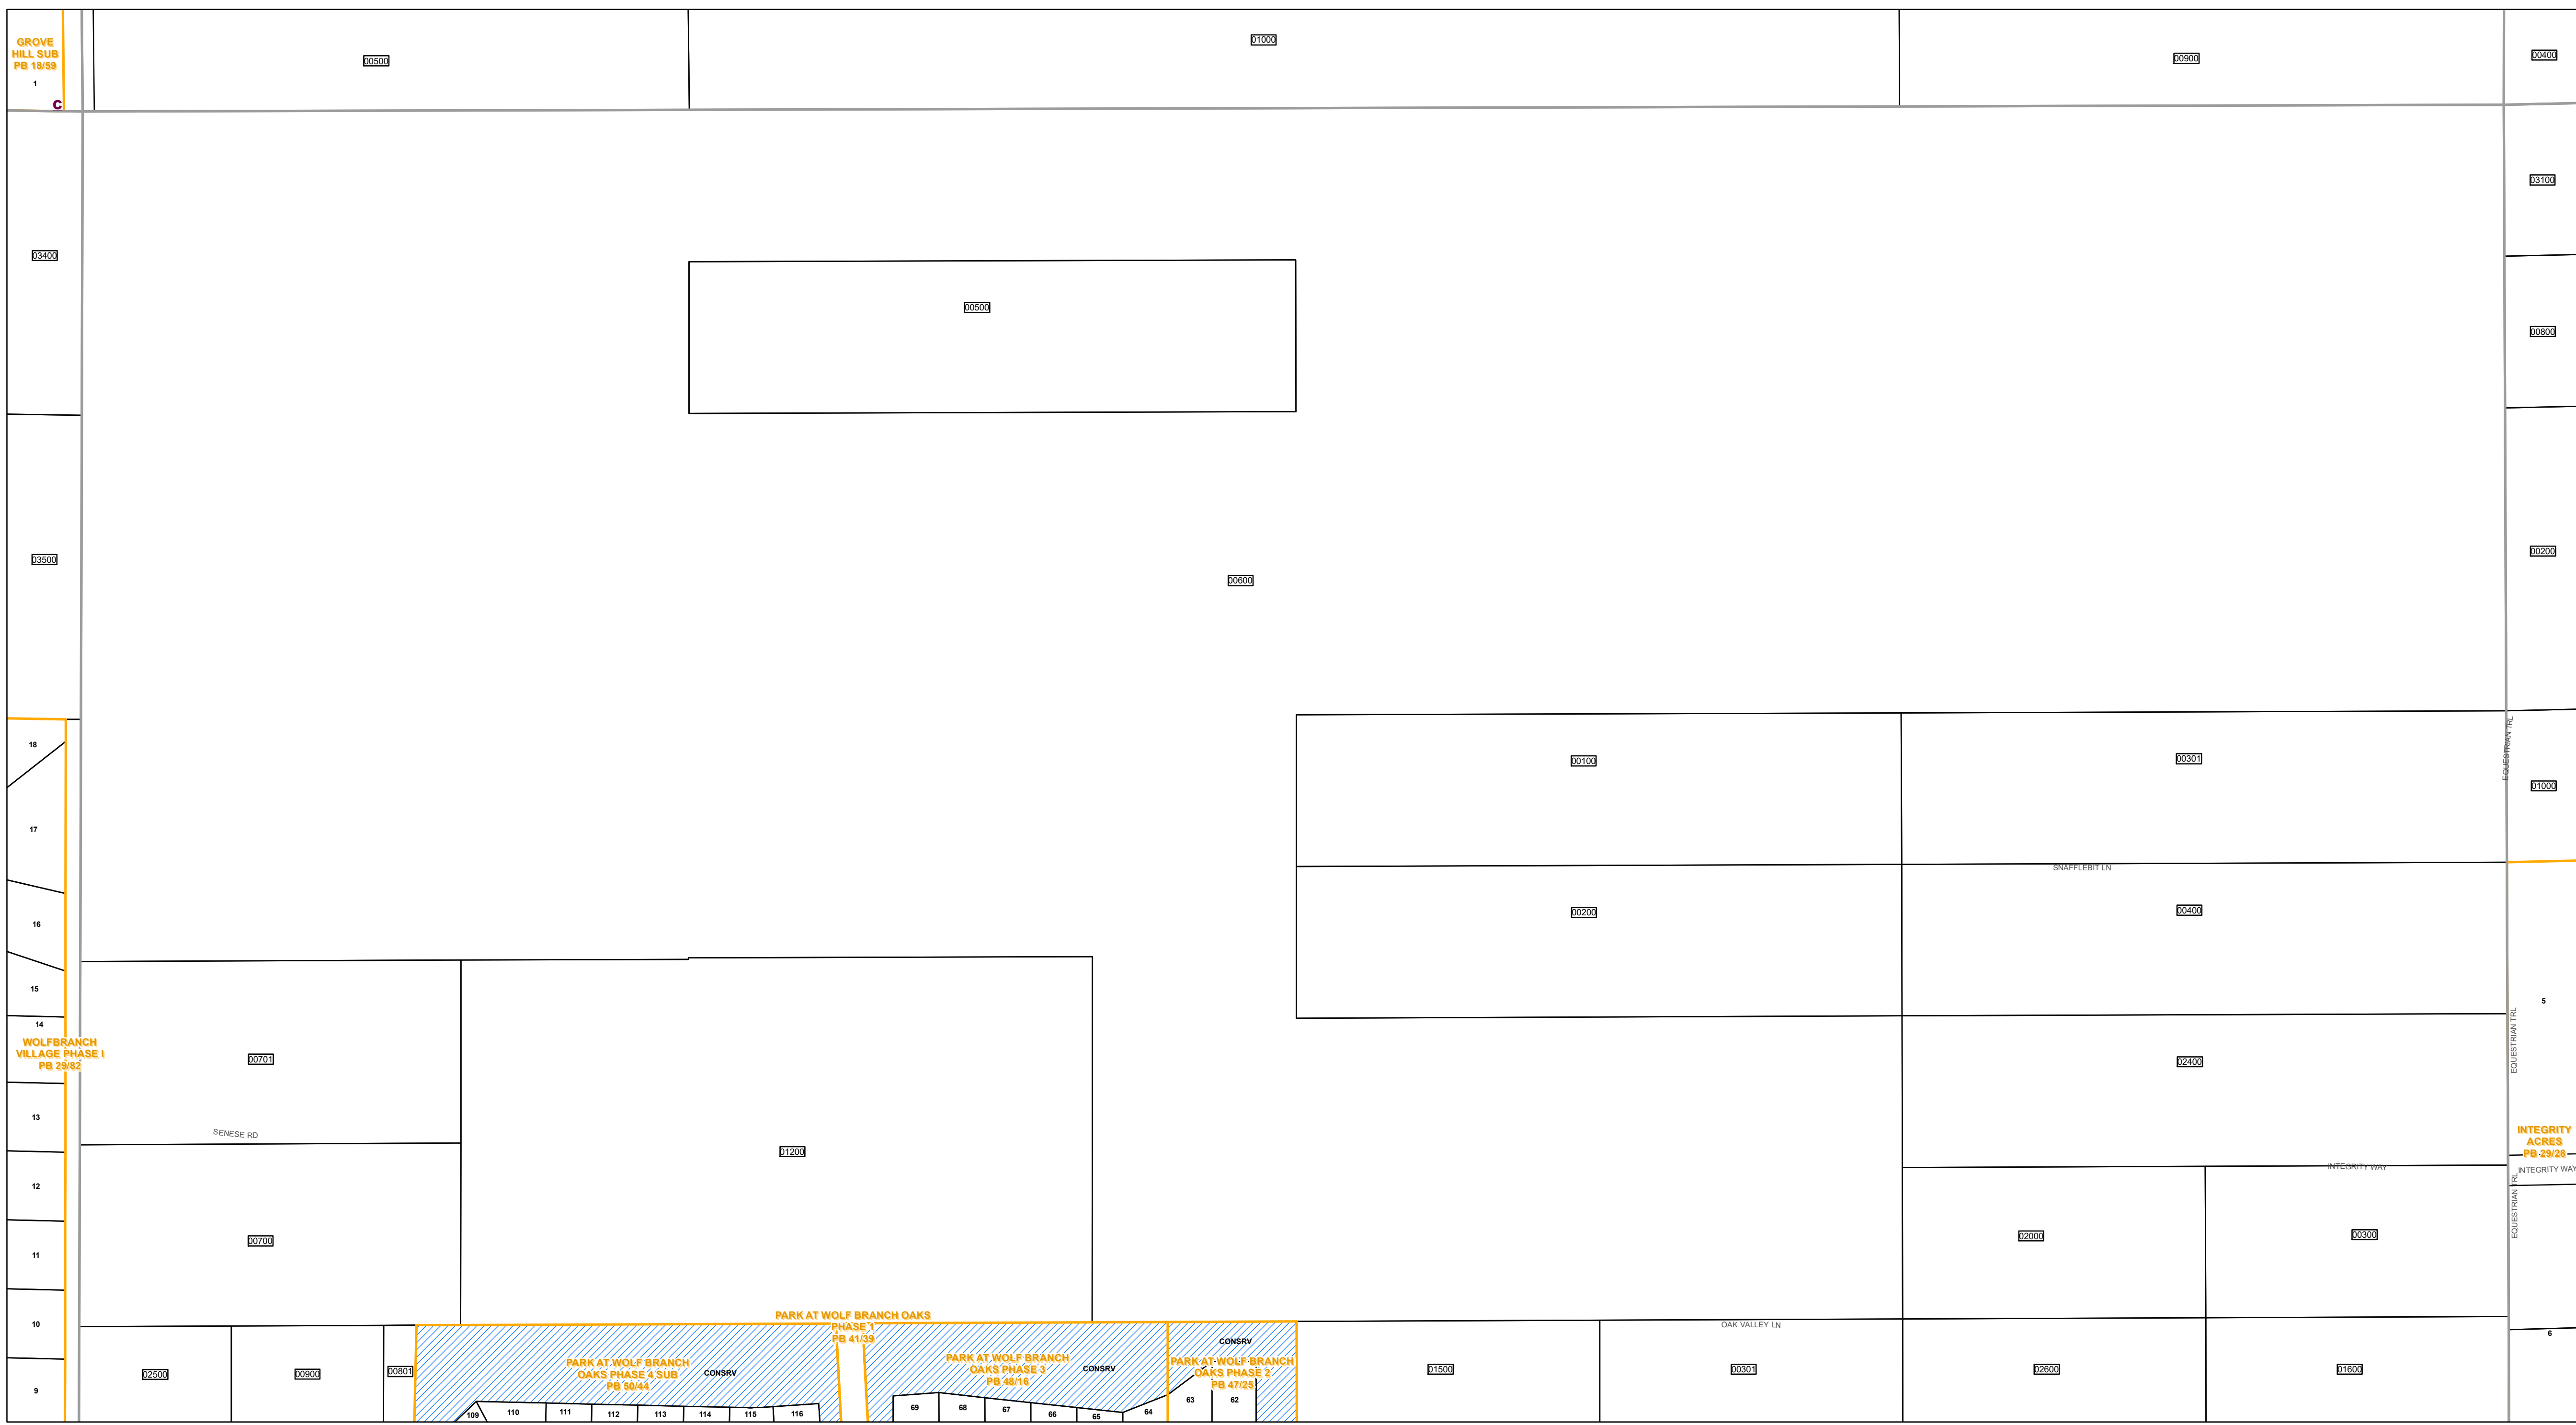 GROVE
HILL SUB
PB 18/59
1
C
00500
01000
00900
00400
03100
03400
00500
00800
03500
00600
00200
18
17
16
15
14
WOLFBRANCH
VILLAGE PHASE I
PB 29/82
13
12
11
10
9
00100
00301
EQUESTRIAN TRL
01000
SNAFFLEBIT LN
00200
00400
5
EQUESTRIAN TRL
00701
02400
SENESE RD
01200
INTEGRITY
ACRES
PB 29/28
INTEGRITY WAY
INTEGRITY WAY
EQUESTRIAN TRL
00700
02000
00300
PARK AT WOLF BRANCH OAKS
PHASE 1
PB 41/39
OAK VALLEY LN
6
02500
00900
00801
PARK AT WOLF BRANCH
OAKS PHASE 4 SUB
PB 50/44
CONSRV
PARK AT WOLF BRANCH
OAKS PHASE 3
PB 48/16
CONSRV
CONSRV
PARK AT WOLF BRANCH
OAKS PHASE 2
PB 47/25
01500
00301
02600
01600
109
110
111
112
113
114
115
116
69
68
67
66
65
64
63
62